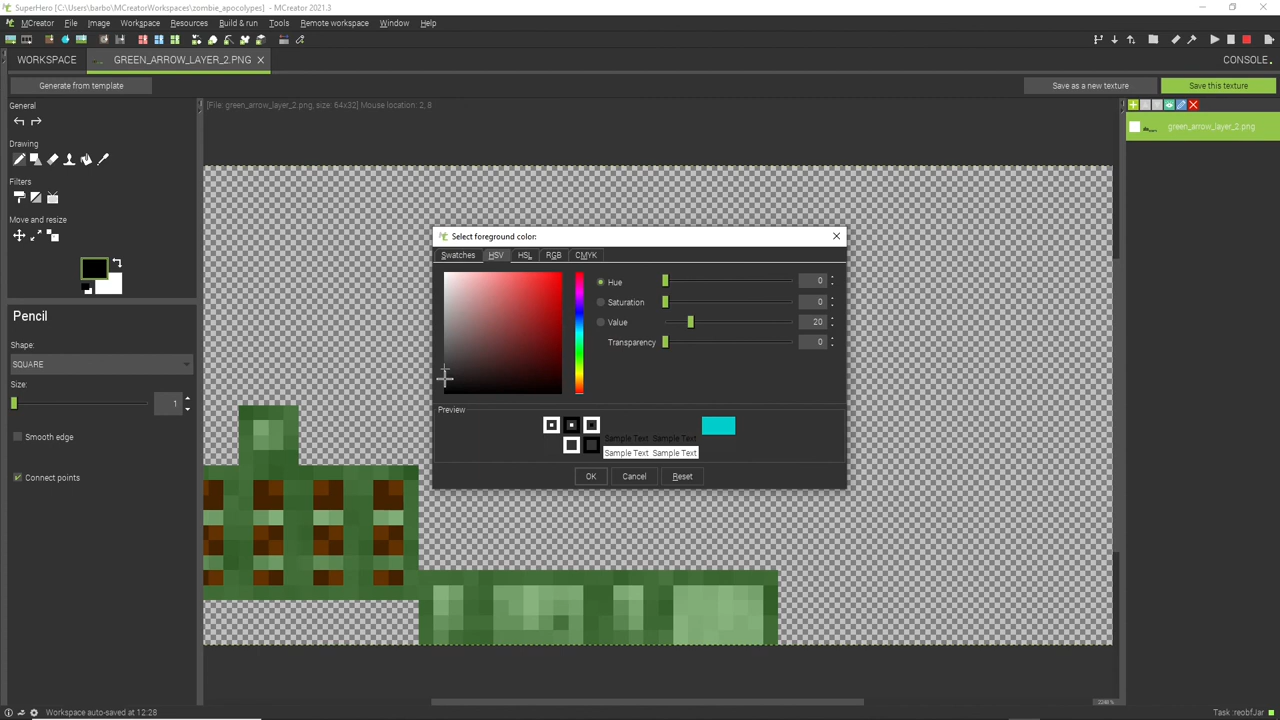 SuperHero [C:\Users\barbo\MCreatorWorkspaces\zombie_apocolypes] - MCreator 2021.3
MCreator File Image Workspace Resources Build & run Tools Remote workspace Window Help
WORKSPACE GREEN_ARROW_LAYER_2.PNG CONSOLE
Generate from template Save as a new texture Save this texture
General [File: green_arrow_layer_2.png, size: 64x32] Mouse location: 2, 8
green_arrow_layer_2.png
Drawing
Filters
Move and resize
Select foreground color:
Swatches HSV HSL RGB CMYK
Hue 0
Saturation 0
Value 20
Transparency 0
Pencil
Shape:
SQUARE
Size:
1
Smooth edge
Connect points
Preview
Sample Text Sample Text
Sample Text Sample Text
OK Cancel Reset
Workspace auto-saved at 12:28 Task :reobfJar